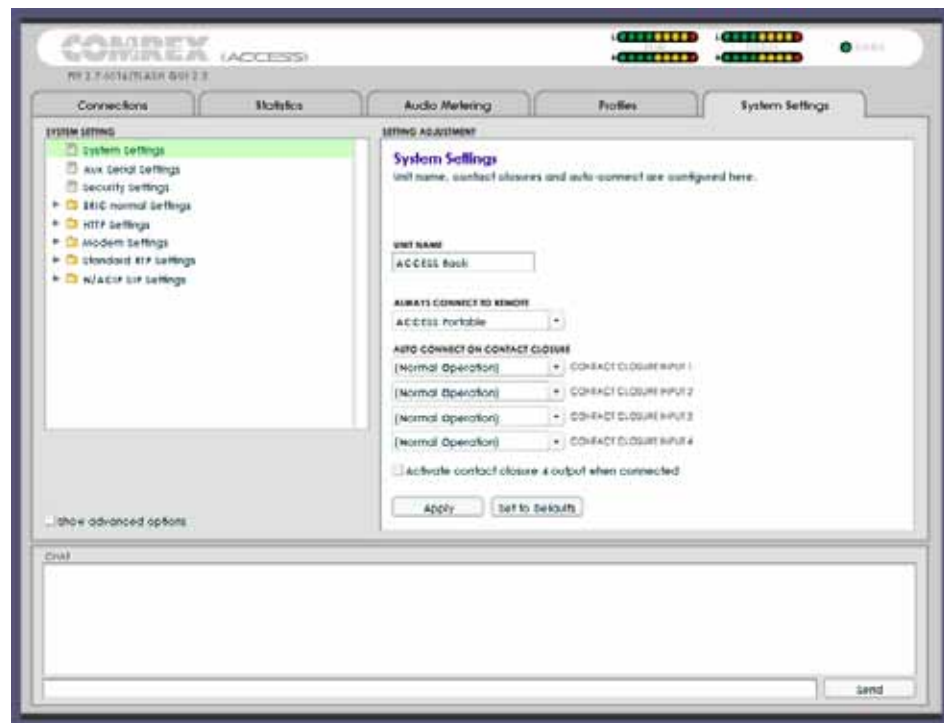 COMREX (ACCESS)
Connections
Statistics
Audio Metering
Profiles
System Settings
SYSTEM SETTING
System Settings
Aux Serial Settings
Security Settings
BRIC normal Settings
HTTP Settings
Modem Settings
Standard RTP Settings
N/ACIP SIP Settings
Show advanced options
SETTING ADJUSTMENT
System Settings
Unit name, contact closures and auto-connect are configured here.
UNIT NAME
ACCESS Rack
ALWAYS CONNECT TO REMOTE
ACCESS Portable
AUTO CONNECT ON CONTACT CLOSURE
(Normal Operation) CONTACT CLOSURE INPUT 1
(Normal Operation) CONTACT CLOSURE INPUT 2
(Normal Operation) CONTACT CLOSURE INPUT 3
(Normal Operation) CONTACT CLOSURE INPUT 4
Activate contact closure 4 output when connected
Apply
Set to Defaults
CHAT
Send